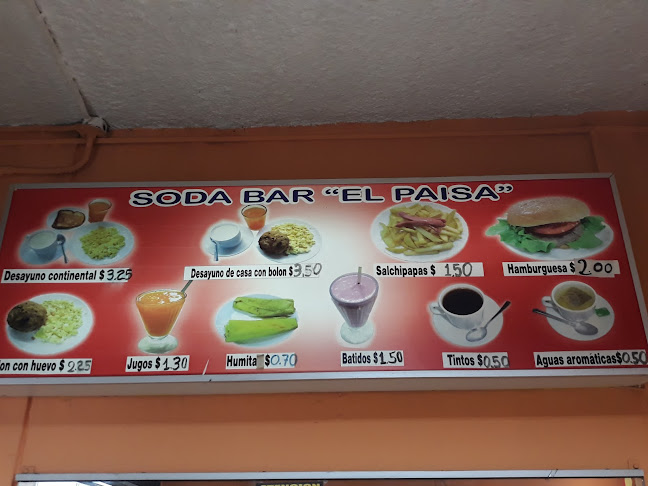 SODA BAR "EL PAISA"
Desayuno continental $ 3.25
Desayuno de casa con bolon $ 3.50
Salchipapas $ 1.50
Hamburguesa $ 2.00
on con huevo $ 2.25
Jugos $ 1.30
Humita $0.70
Batidos $1.50
Tintos $0.50
Aguas aromáticas$0.50
ATENCION